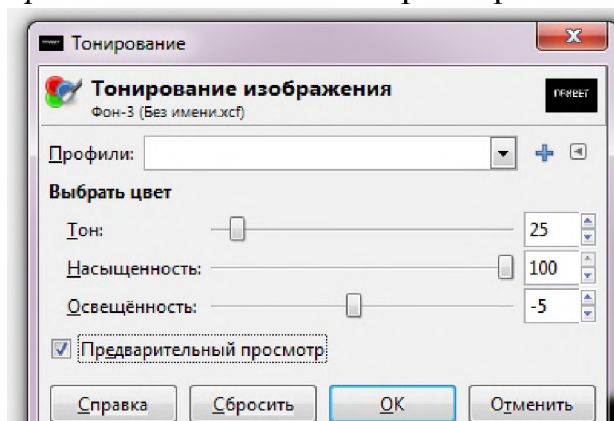 Тонирование
Тонирование изображения
Фон-3 (Без имени.xcf)
Профили:
Выбрать цвет
Тон: 25
Насыщенность: 100
Освещённость: -5
Предварительный просмотр
Справка Сбросить OK Отменить